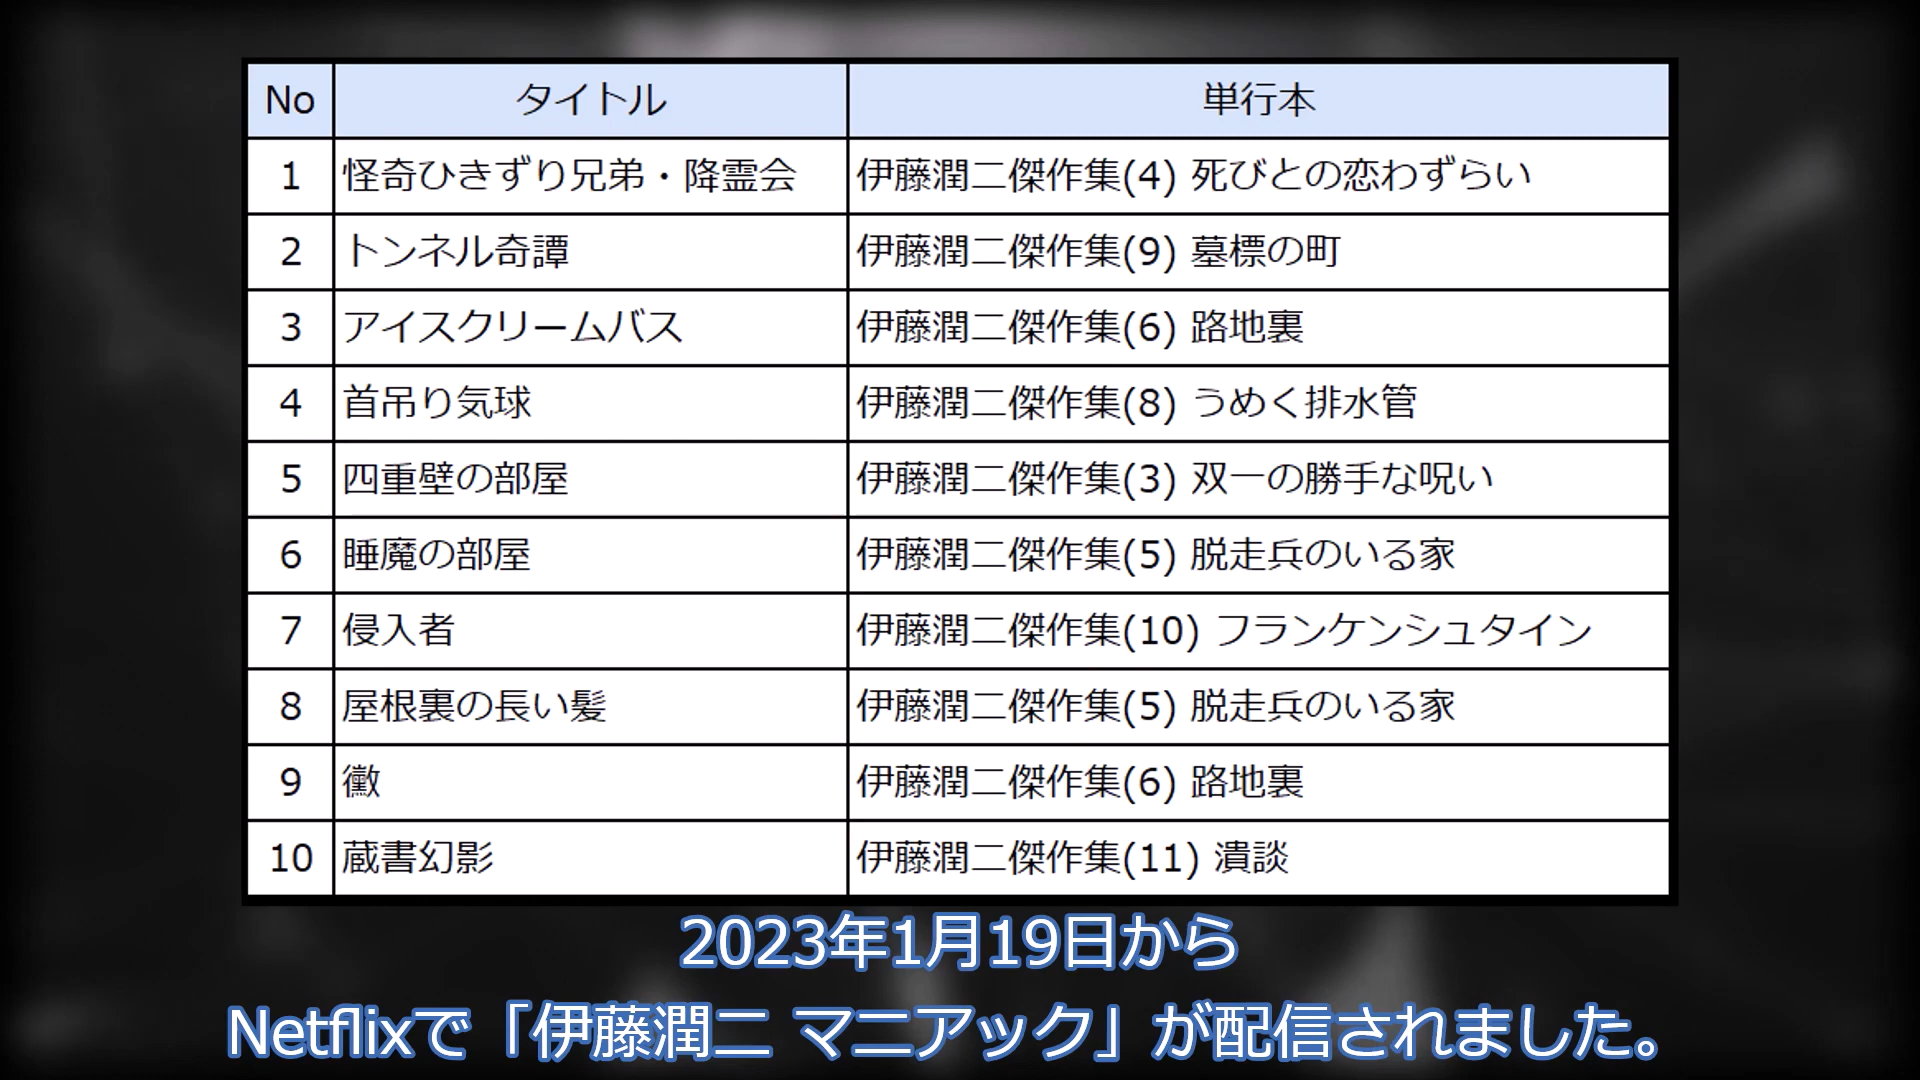 No タイトル 単行本
1 怪奇ひきずり兄弟・降霊会 伊藤潤二傑作集(4) 死びとの恋わずらい
2 トンネル奇譚 伊藤潤二傑作集(9) 墓標の町
3 アイスクリームバス 伊藤潤二傑作集(6) 路地裏
4 首吊り気球 伊藤潤二傑作集(8) うめく排水管
5 四重壁の部屋 伊藤潤二傑作集(3) 双一の勝手な呪い
6 睡魔の部屋 伊藤潤二傑作集(5) 脱走兵のいる家
7 侵入者 伊藤潤二傑作集(10) フランケンシュタイン
8 屋根裏の長い髪 伊藤潤二傑作集(5) 脱走兵のいる家
9 黴 伊藤潤二傑作集(6) 路地裏
10 蔵書幻影 伊藤潤二傑作集(11) 潰談
2023年1月19日から
Netflixで「伊藤潤二 マニアック」が配信されました。